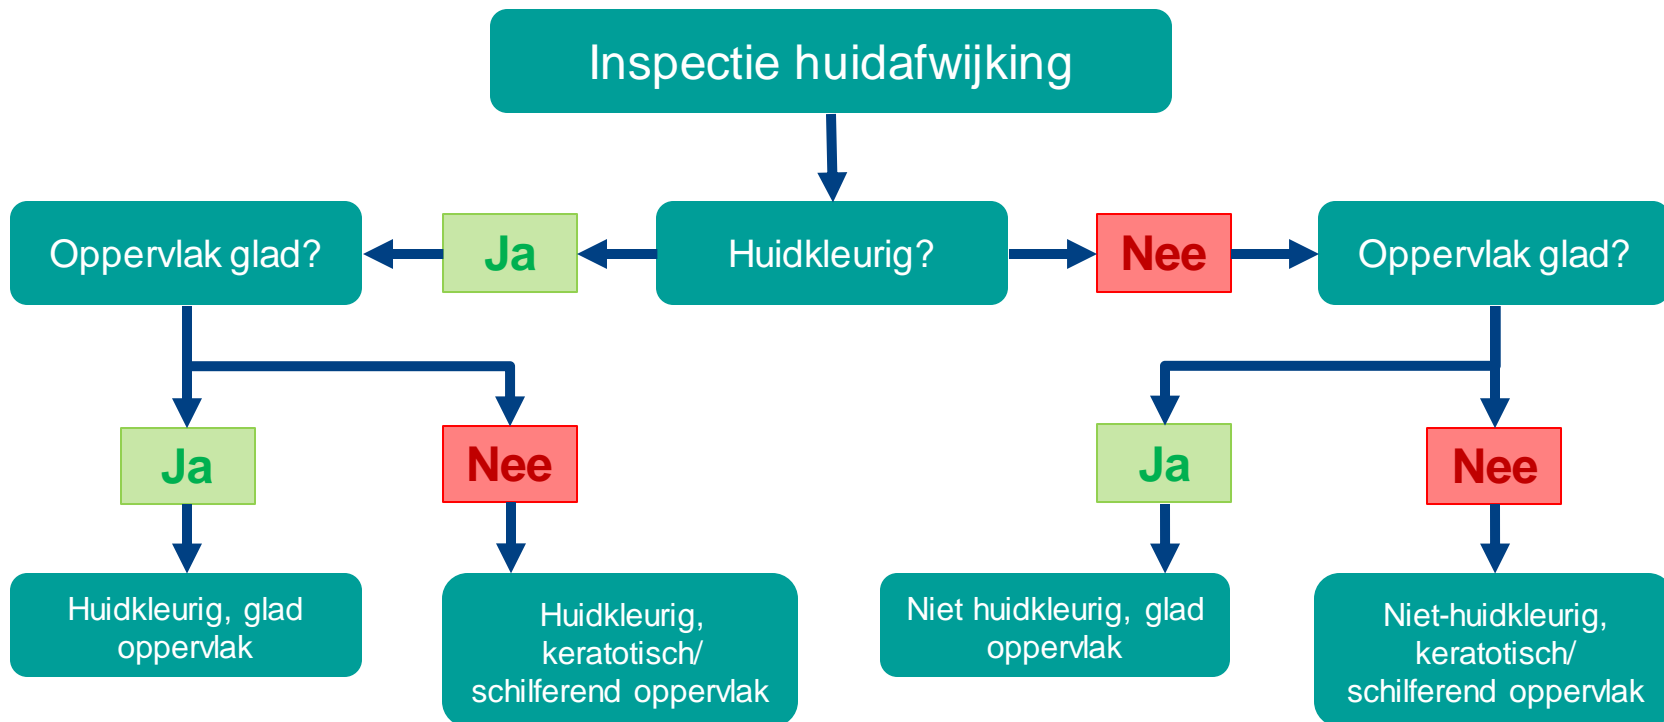 Inspectie huidafwijking
Oppervlak glad?
Ja
Huidkleurig?
Nee
Oppervlak glad?
Ja
Nee
Ja
Nee
Huidkleurig, glad
oppervlak
Huidkleurig,
keratotisch/
schilferend oppervlak
Niet huidkleurig, glad
oppervlak
Niet-huidkleurig,
keratotisch/
schilferend oppervlak